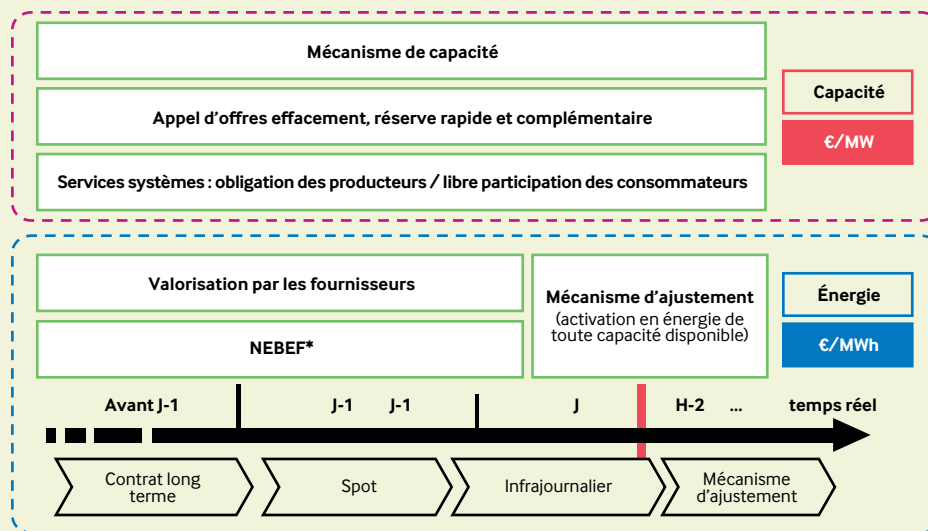 Mécanisme de capacité
Appel d'offres effacement, réserve rapide et complémentaire
Services systèmes : obligation des producteurs / libre participation des consommateurs
Capacité
€/MW
Valorisation par les fournisseurs
NEBEF*
Mécanisme d'ajustement
(activation en énergie de
toute capacité disponible)
Énergie
€/MWh
Avant J-1
J-1 J-1
J
H-2 ...
temps réel
Contrat long
terme
Spot
Infrajournalier
Mécanisme
d'ajustement